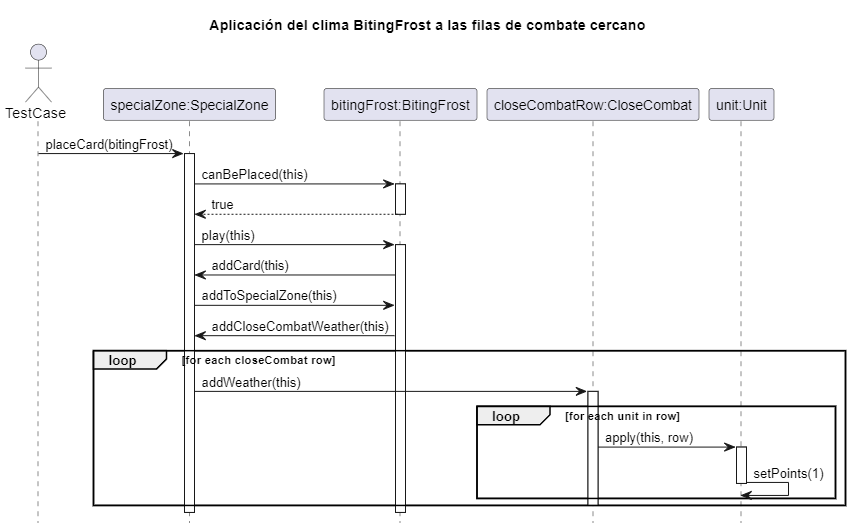 Aplicación del clima BitingFrost a las filas de combate cercano
TestCase
specialZone:SpecialZone
bitingFrost:BitingFrost
closeCombatRow:CloseCombat
unit:Unit
placeCard(bitingFrost)
canBePlaced(this)
true
play(this)
addCard(this)
addToSpecialZone(this)
addCloseCombatWeather(this)
loop
[for each closeCombat row]
addWeather(this)
loop
[for each unit in row]
apply(this, row)
setPoints(1)